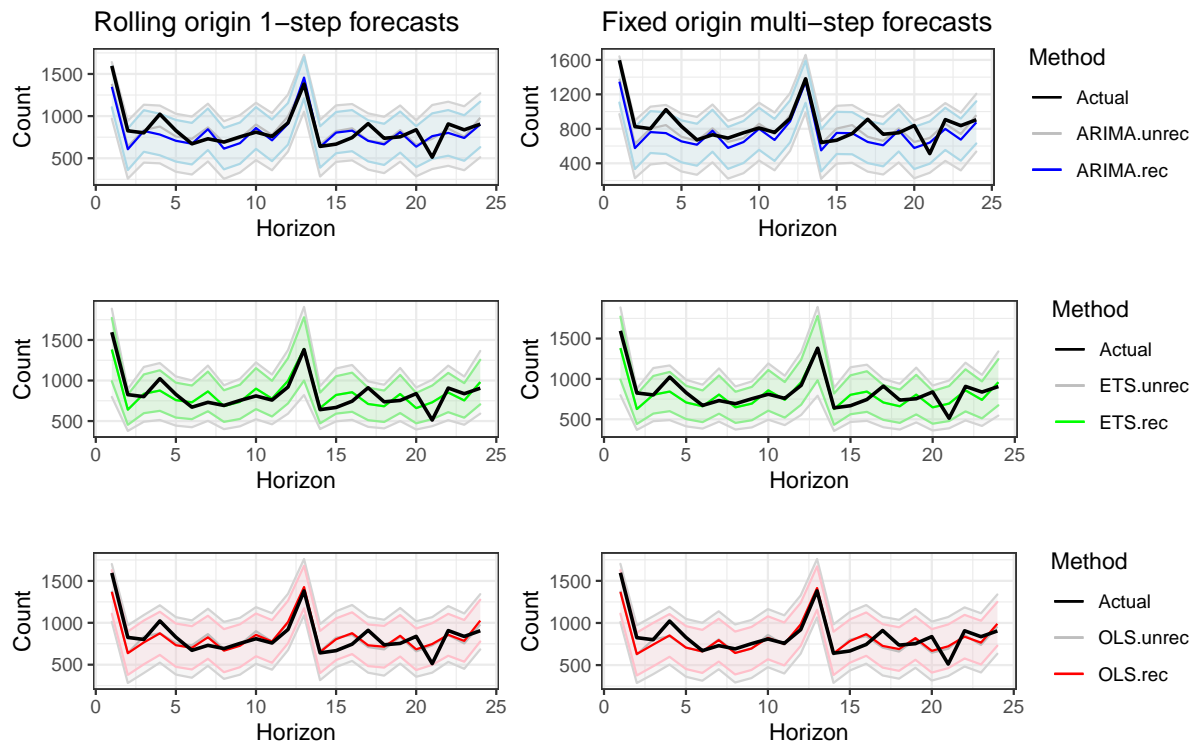 Rolling origin 1−step forecasts
Fixed origin multi−step forecasts
Count
1500
1000
500
0 5 10 15 20 25
Horizon
Count
1600
1200
800
400
0 5 10 15 20 25
Horizon
Method
Actual
ARIMA.unrec
ARIMA.rec
Count
1500
1000
500
0 5 10 15 20 25
Horizon
Count
1500
1000
500
0 5 10 15 20 25
Horizon
Method
Actual
ETS.unrec
ETS.rec
Count
1500
1000
500
0 5 10 15 20 25
Horizon
Count
1500
1000
500
0 5 10 15 20 25
Horizon
Method
Actual
OLS.unrec
OLS.rec